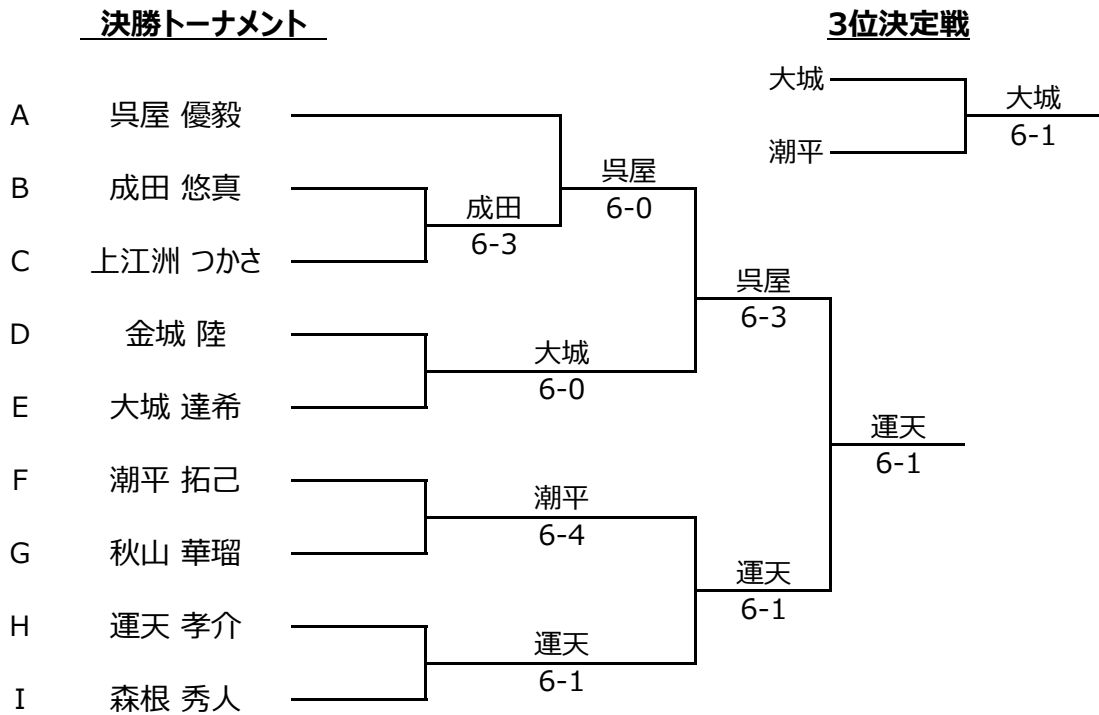 決勝トーナメント
3位決定戦
大城
潮平
大城
6-1
A 呉屋 優毅
B 成田 悠真
C 上江洲 つかさ
D 金城 陸
E 大城 達希
F 潮平 拓己
G 秋山 華瑠
H 運天 孝介
I 森根 秀人
成田
6-3
呉屋
6-0
大城
6-0
呉屋
6-3
潮平
6-4
運天
6-1
運天
6-1
運天
6-1